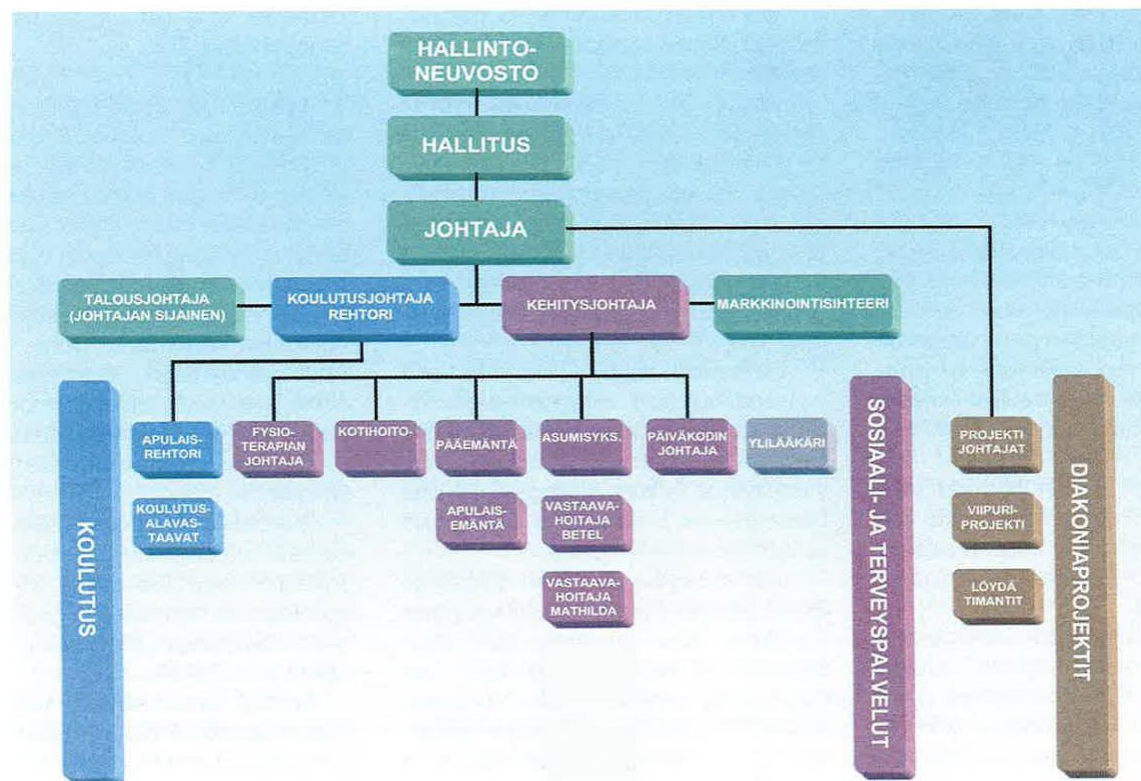 HALLINTO-
NEUVOSTO
HALLITUS
JOHTAJA
TALOUSJOHTAJA
(JOHTAJAN SIJAINEN)
KOULUTUSJOHTAJA
REHTORI
KEHITYSJOHTAJA
MARKKINOINTISIHTEERI
KOULUTUS
APULAIS-
REHTORI
KOULUTUS-
ALAVAS-
TAAVAT
FYSIO-
TERAPIAN
JOHTAJA
KOTIHOITO-
PÄÄEMÄNTÄ
APULAIS-
EMÄNTÄ
ASUMISYKS.
VASTAAVA-
HOITAJA
BETEL
VASTAAVA-
HOITAJA
MATHILDA
PÄIVÄKODIN
JOHTAJA
YLILÄÄKÄRI
SOSIAALI- JA TERVEYSPALVELUT
PROJEKTI
JOHTAJAT
VIIPURI-
PROJEKTI
LÖYDÄ
TIMANTIT
DIAKONIAPROJEKTIT